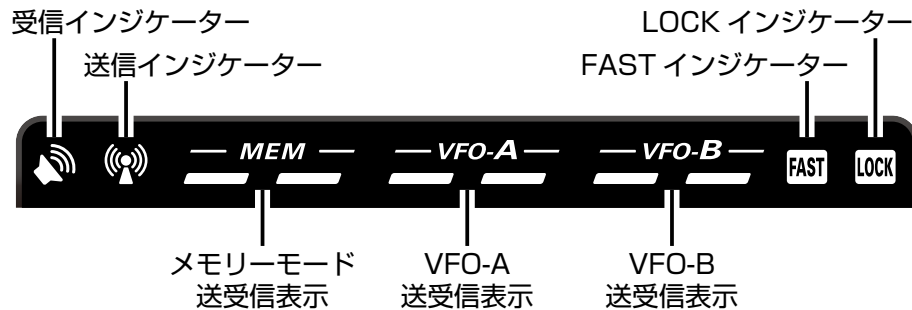 受信インジケーター
LOCK インジケーター
送信インジケーター
FAST インジケーター
MEM
VFO-A
VFO-B
FAST
LOCK
メモリーモード
送受信表示
VFO-A
送受信表示
VFO-B
送受信表示